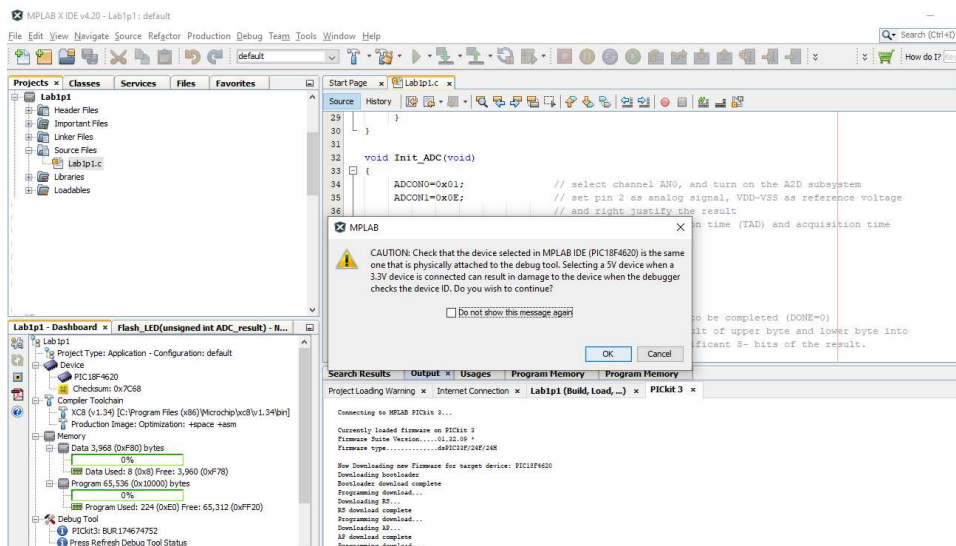 MPLAB X IDE v4.20 - Lab1p1 : default
File Edit View Navigate Source Refactor Production Debug Team Tools Window Help
Search (Ctrl+I)
default
How do I?
Projects Classes Services Files Favorites
Start Page Lab1p1.c
Lab1p1
Source History
Header Files
29 }
Important Files
30 }
Linker Files
31
Source Files
32 void Init_ADC(void)
Lab1p1.c
33 {
Libraries
34 ADCON0=0x01; // select channel AN0, and turn on the A2D subsystem
Loadables
35 ADCON1=0x0E; // set pin 2 as analog signal, VDD-VSS as reference voltage
36 // and right justify the result
n time (TAD) and acquisition time
MPLAB
CAUTION: Check that the device selected in MPLAB IDE (PIC18F4620) is the same
one that is physically attached to the debug tool. Selecting a 5V device when a
3.3V device is connected can result in damage to the device when the debugger
checks the device ID. Do you wish to continue?
Do not show this message again
OK Cancel
to be completed (DONE=0)
lt of upper byte and lower byte into
ificant 8- bits of the result.
Lab1p1 - Dashboard Flash_LED(unsigned int ADC_result) - N...
Lab1p1
Project Type: Application - Configuration: default
Device
PIC18F4620
Checksum: 0x7C68
Compiler Toolchain
XC8 (v1.34) [C:\Program Files (x86)\Microchip\xc8\v1.34\bin]
Production Image: Optimization: +space +asm
Memory
Data 3,968 (0xF80) bytes
0%
Data Used: 8 (0x8) Free: 3,960 (0xF78)
Program 65,536 (0x10000) bytes
0%
Program Used: 224 (0xE0) Free: 65,312 (0xFF20)
Debug Tool
PICkit3: BUR174674752
Press Refresh Debug Tool Status
Search Results Output Usages Program Memory Program Memory
Project Loading Warning Internet Connection Lab1p1 (Build, Load, ...) PICkit 3
Connecting to MPLAB PICkit 3...
Currently loaded firmware on PICkit 3
Firmware Suite Version.....01.32.09 *
Firmware type..............dsPIC33F/24F/24H
Now Downloading new Firmware for target device: PIC18F4620
Downloading bootloader
Bootloader download complete
Programming download...
Downloading RS...
RS download complete
Programming download...
Downloading AP...
AP download complete
Programming download...